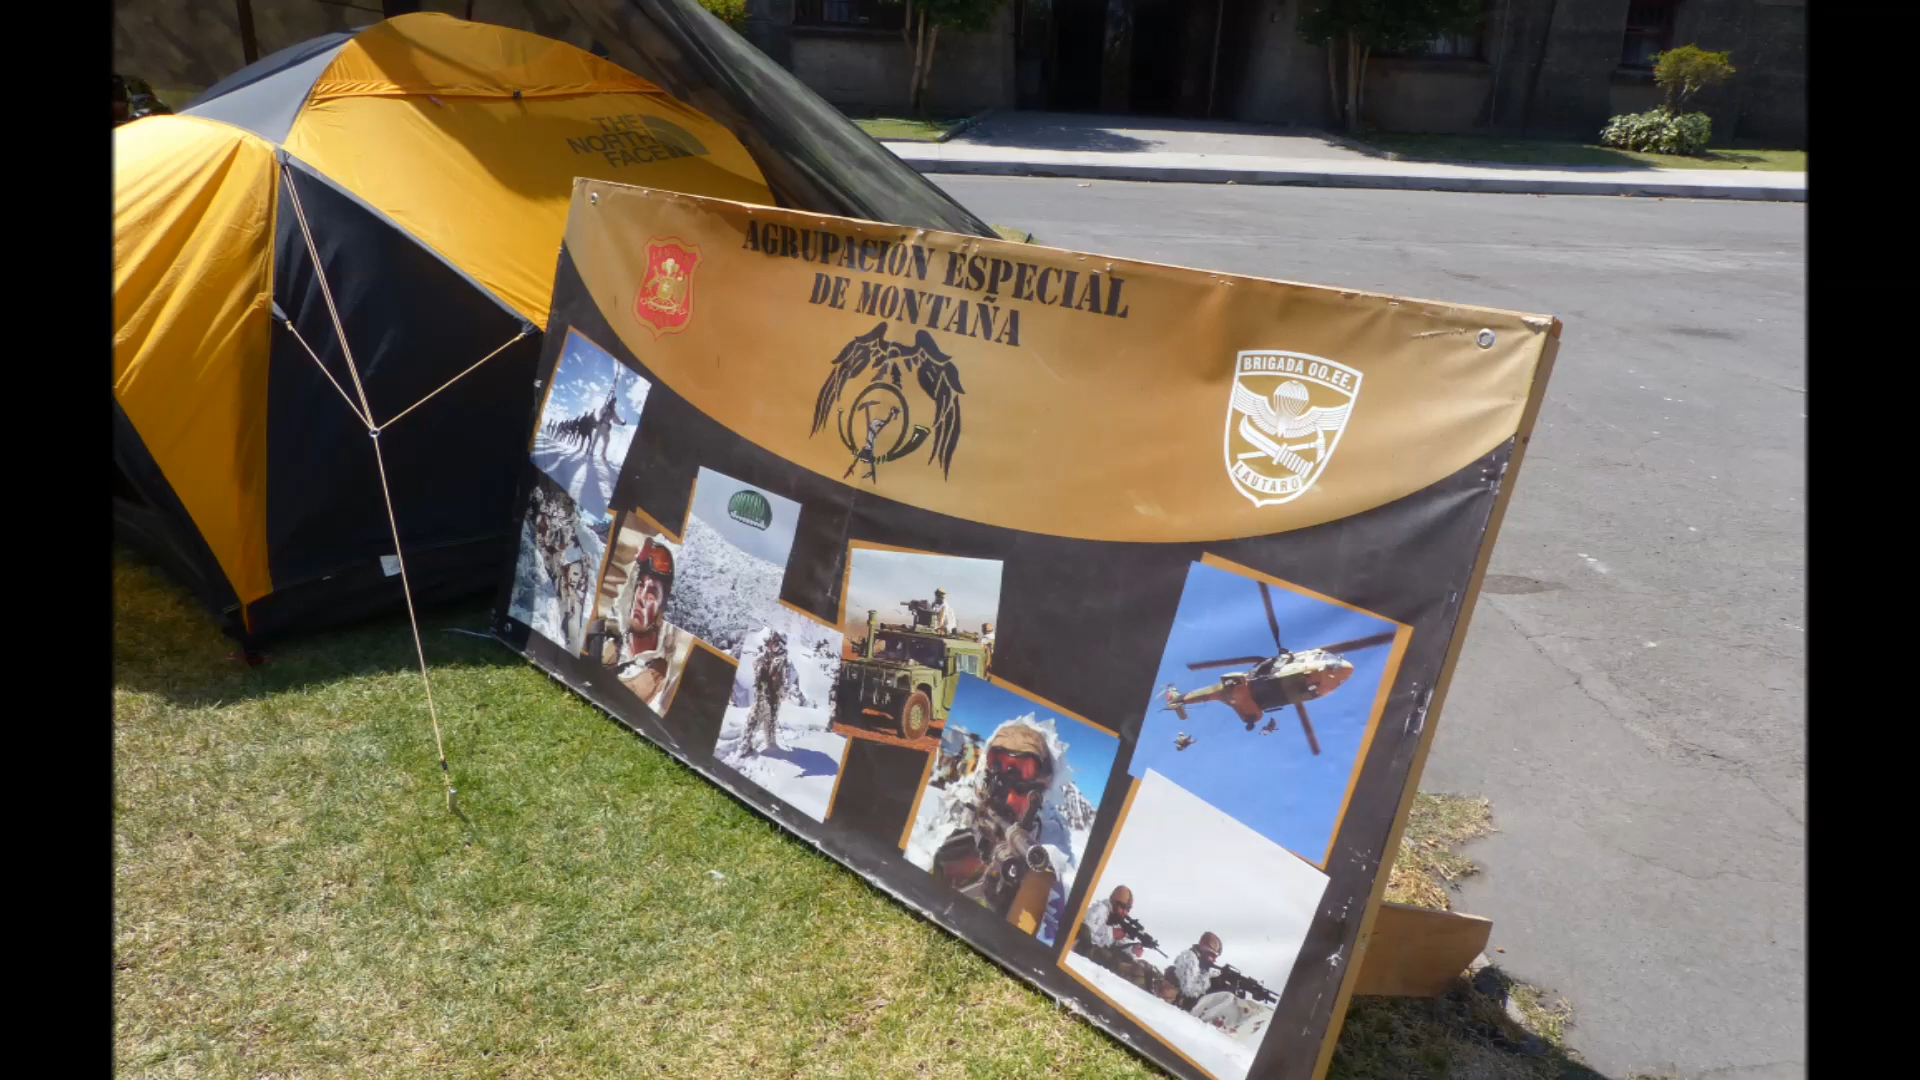 THE
NORTH
FACE
AGRUPACIÓN ESPECIAL
DE MONTAÑA
BRIGADA OO.EE.
LAUTARO